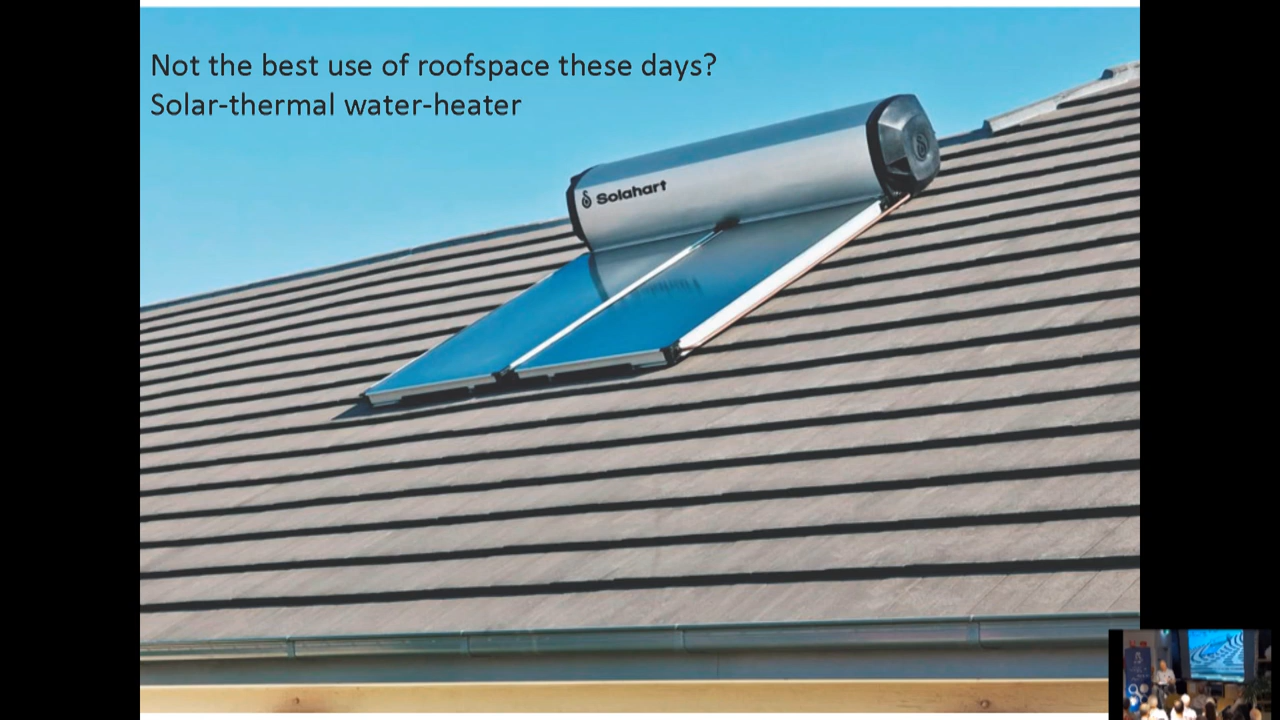 Not the best use of roofspace these days?
Solar-thermal water-heater
Solahart